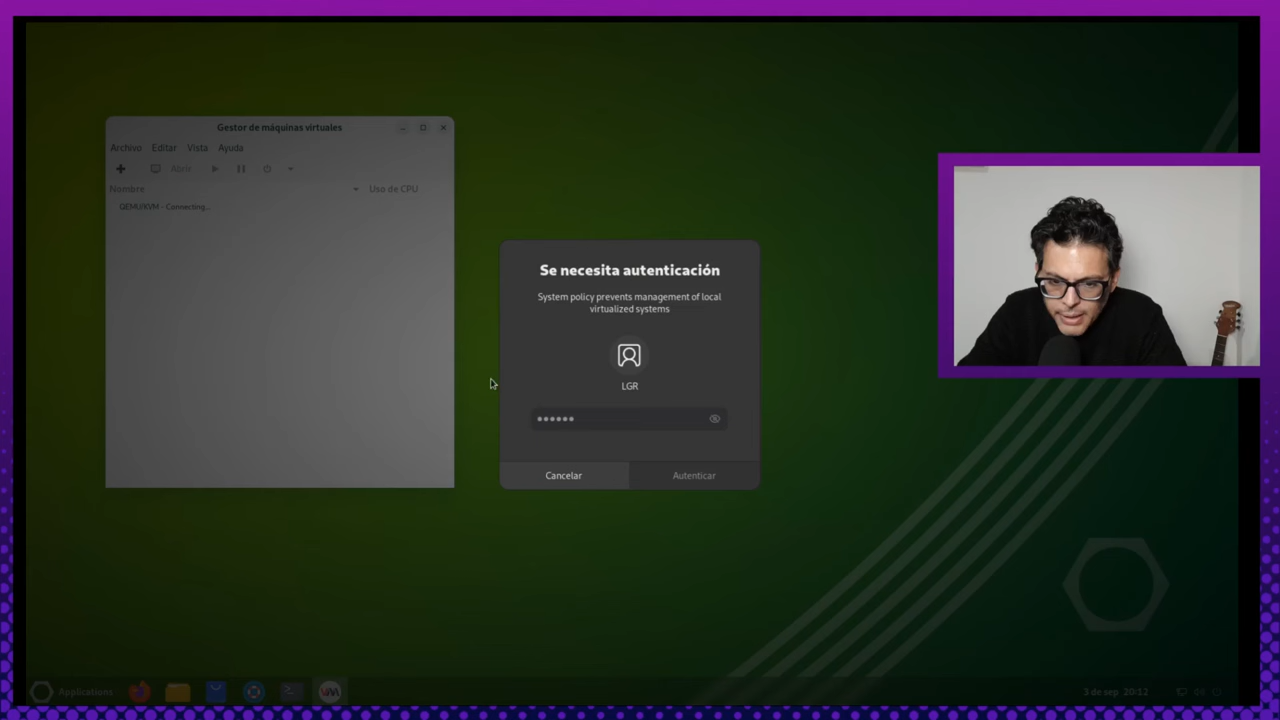 Gestor de máquinas virtuales
Archivo Editar Vista Ayuda
Abrir
Nombre Uso de CPU
QEMU/KVM - Connecting...
Se necesita autenticación
System policy prevents management of local
virtualized systems
LGR
Cancelar Autenticar
Applications
3 de sep 20:12